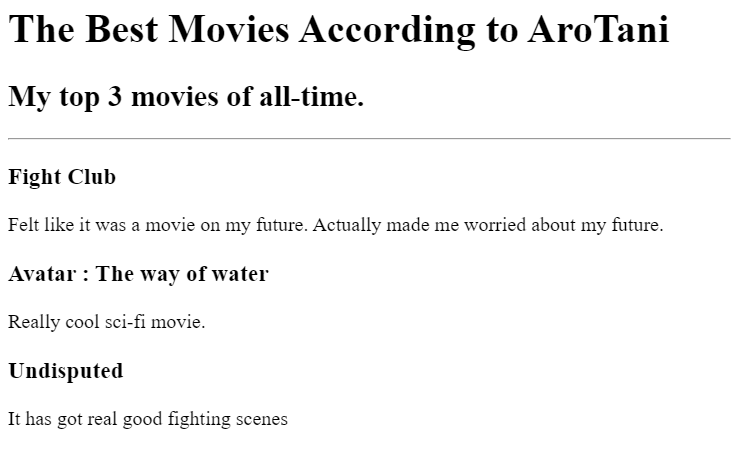 The Best Movies According to AroTani
My top 3 movies of all-time.
Fight Club
Felt like it was a movie on my future. Actually made me worried about my future.
Avatar : The way of water
Really cool sci-fi movie.
Undisputed
It has got real good fighting scenes